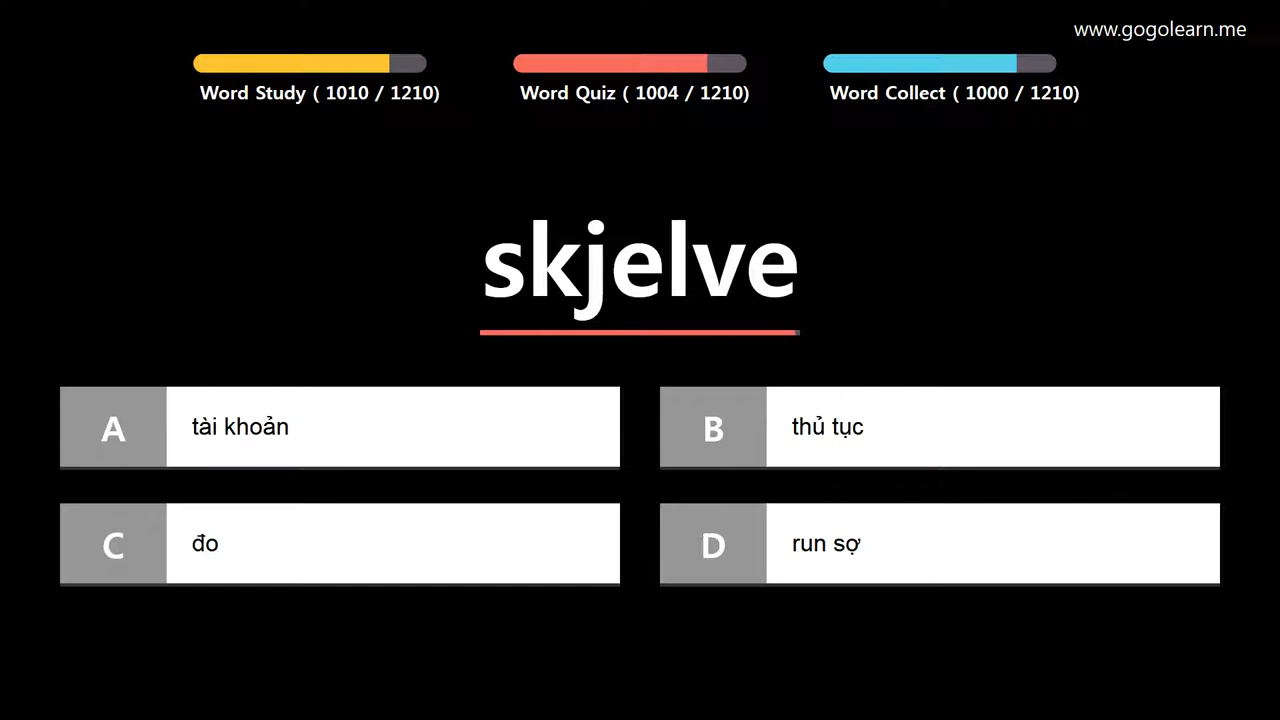 www.gogolearn.me
Word Study ( 1010 / 1210)
Word Quiz ( 1004 / 1210)
Word Collect ( 1000 / 1210)
skjelve
A
tài khoản
B
thủ tục
C
đo
D
run sợ